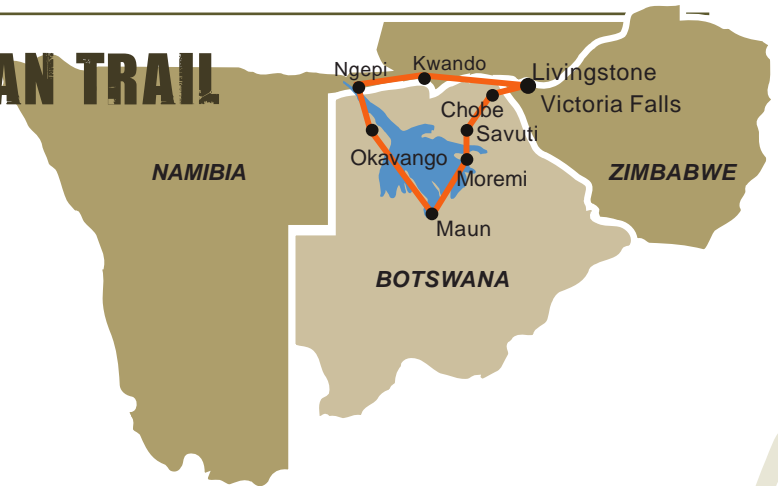 AN TRAIL
Ngepi
Kwando
Livingstone
Victoria Falls
Chobe
Savuti
Okavango
Moremi
NAMIBIA
ZIMBABWE
Maun
BOTSWANA